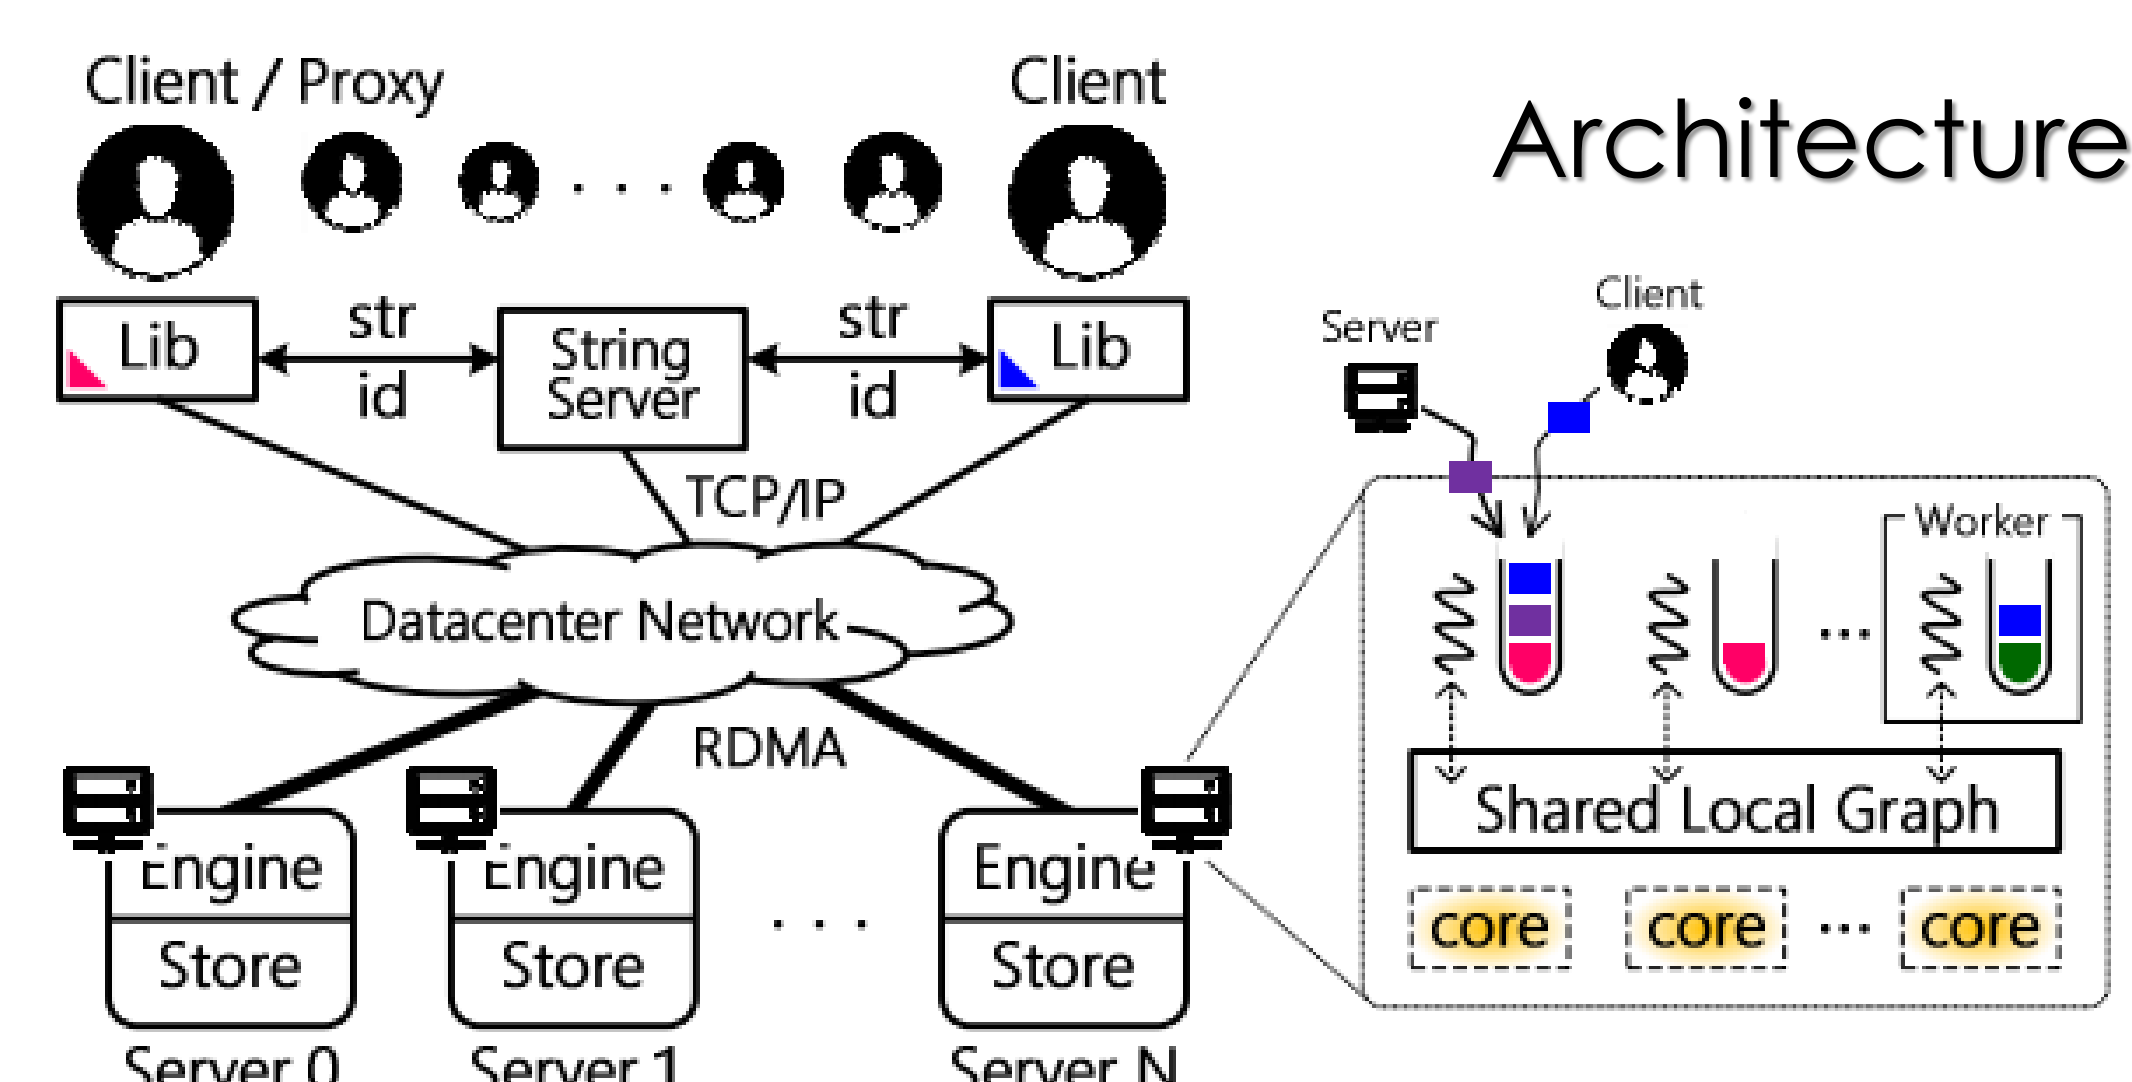 Architecture
Client / Proxy
Client
Lib
str
id
String
Server
str
id
Lib
TCP/IP
Datacenter Network
RDMA
Engine
Store
Server 0
Engine
Store
Server 1
. . .
Engine
Store
Server N
Server
Client
Worker
...
Shared Local Graph
core
core
...
core